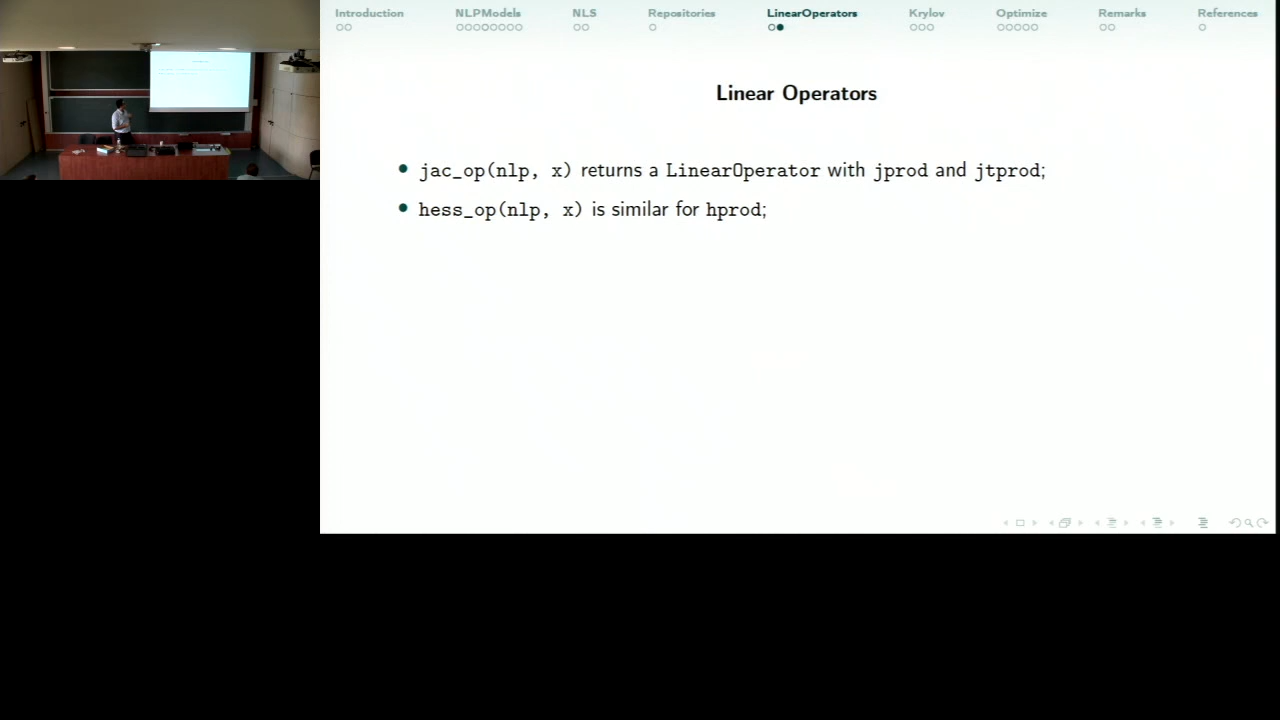 Introduction NLPModels NLS Repositories LinearOperators Krylov Optimize Remarks References
Linear Operators
• jac_op(nlp, x) returns a LinearOperator with jprod and jtprod;
• hess_op(nlp, x) is similar for hprod;